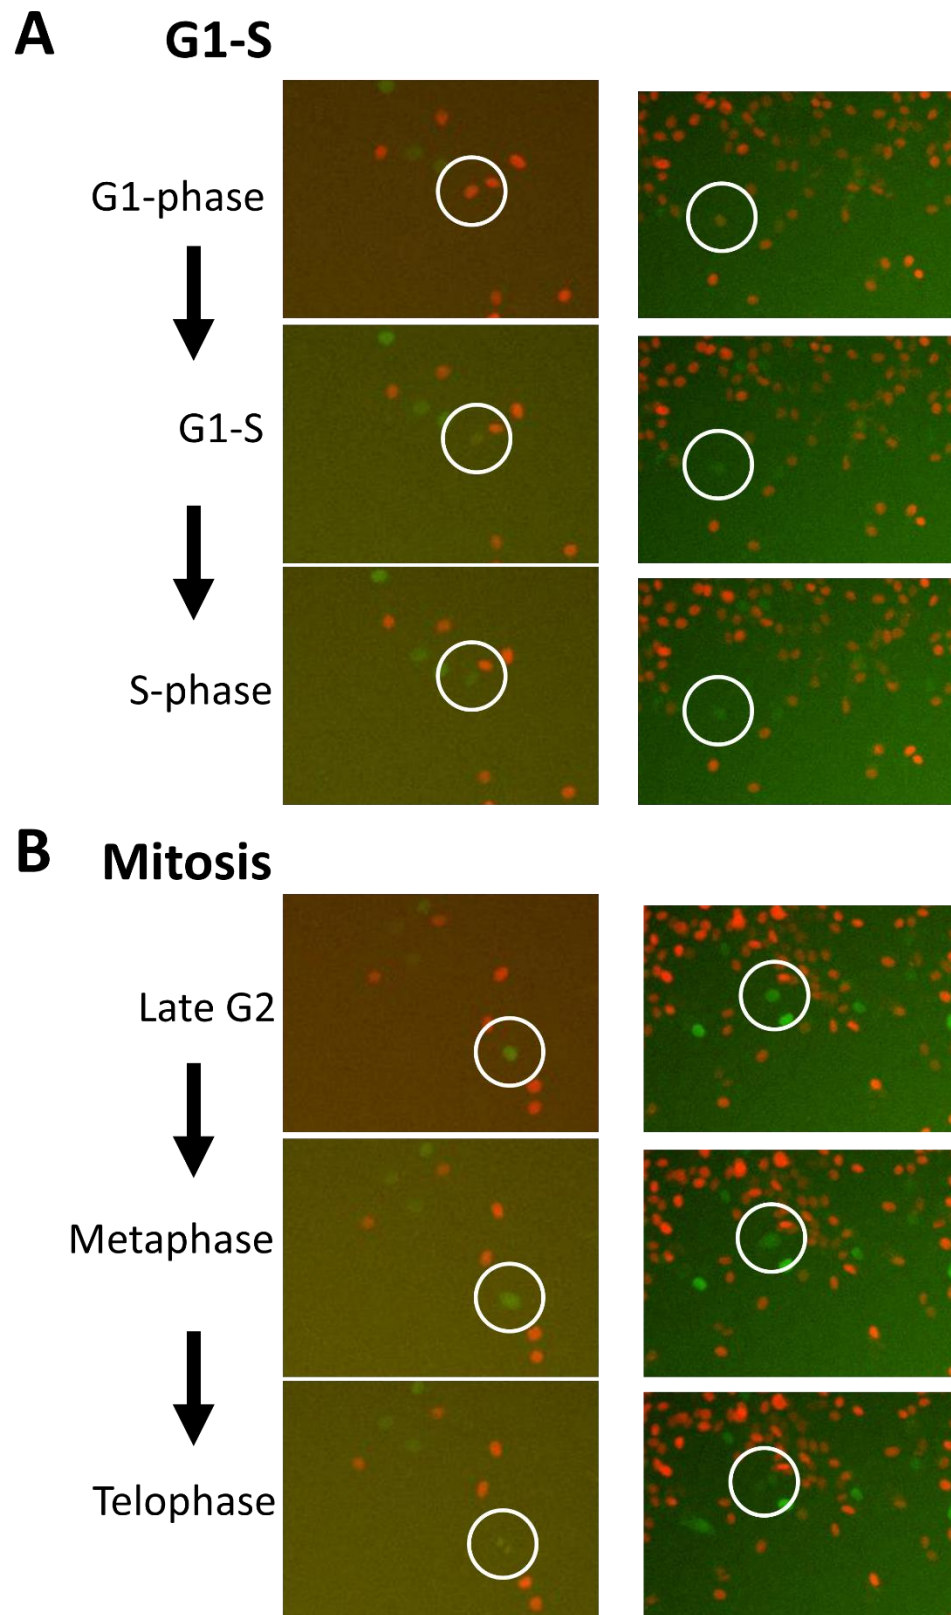 A G1-S
G1-phase
G1-S
S-phase
B Mitosis
Late G2
Metaphase
Telophase